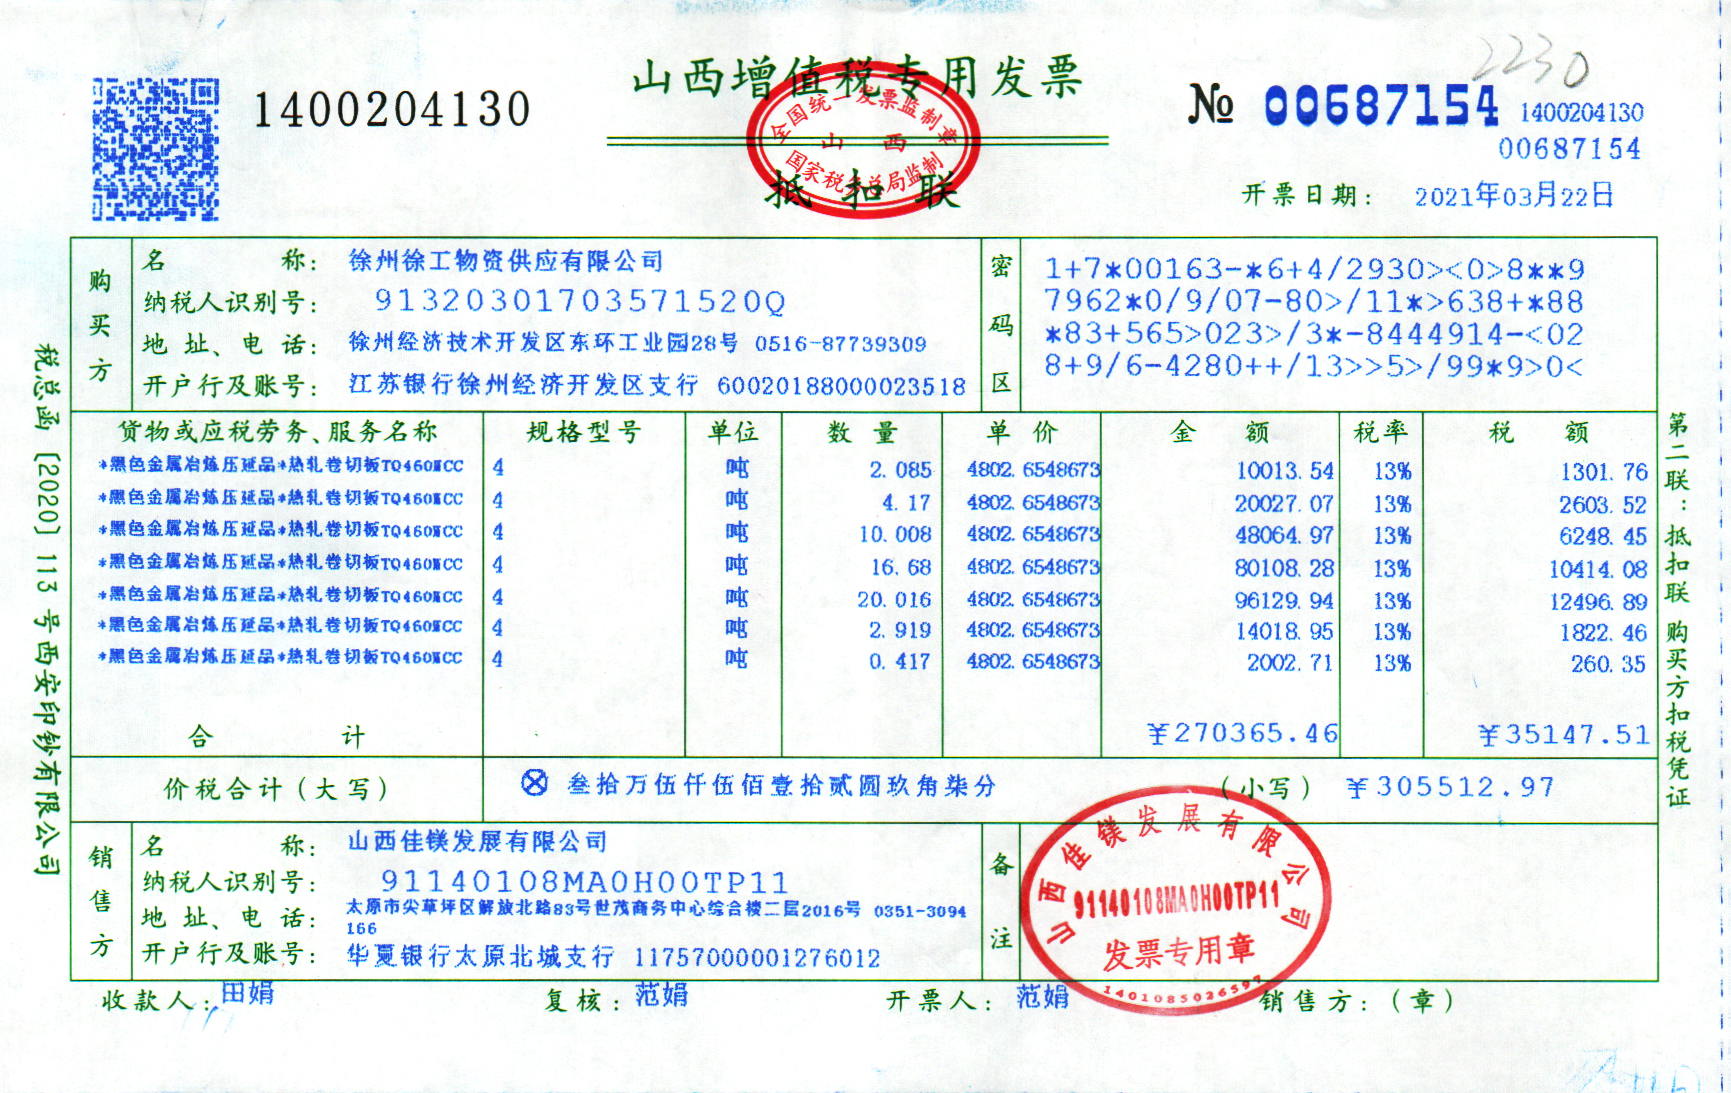 2230
山西增值税专用发票
1400204130
№ 00687154 1400204130
00687154
全国统一发票监制章
山 西
国家税务总局监制
抵 扣 联
开票日期： 2021年03月22日
购买方
名 称： 徐州徐工物资供应有限公司
纳税人识别号： 91320301703571520Q
地 址、电 话： 徐州经济技术开发区东环工业园28号 0516-87739309
开户行及账号： 江苏银行徐州经济开发区支行 60020188000023518
密码区
1+7*00163-*6+4/2930><0>8**9
7962*0/9/07-80>/11*>638+*88
*83+565>023>/3*-8444914-<02
8+9/6-4280++/13>>5>/99*9>0<
货物或应税劳务、服务名称 规格型号 单位 数 量 单 价 金 额 税率 税 额
*黑色金属冶炼压延品*热轧卷切板TQ460MCC 4 吨 2.085 4802.6548673 10013.54 13% 1301.76
*黑色金属冶炼压延品*热轧卷切板TQ460MCC 4 吨 4.17 4802.6548673 20027.07 13% 2603.52
*黑色金属冶炼压延品*热轧卷切板TQ460MCC 4 吨 10.008 4802.6548673 48064.97 13% 6248.45
*黑色金属冶炼压延品*热轧卷切板TQ460MCC 4 吨 16.68 4802.6548673 80108.28 13% 10414.08
*黑色金属冶炼压延品*热轧卷切板TQ460MCC 4 吨 20.016 4802.6548673 96129.94 13% 12496.89
*黑色金属冶炼压延品*热轧卷切板TQ460MCC 4 吨 2.919 4802.6548673 14018.95 13% 1822.46
*黑色金属冶炼压延品*热轧卷切板TQ460MCC 4 吨 0.417 4802.6548673 2002.71 13% 260.35
合 计 ￥270365.46 ￥35147.51
价税合计（大写） ⊗ 叁拾万伍仟伍佰壹拾贰圆玖角柒分 （小写） ￥305512.97
销售方
名 称： 山西佳镁发展有限公司
纳税人识别号： 91140108MA0H00TP11
地 址、电 话： 太原市尖草坪区解放北路83号世茂商务中心综合楼二层2016号 0351-3094
166
开户行及账号： 华夏银行太原北城支行 11757000001276012
备注
山西佳镁发展有限公司
91140108MA0H00TP11
发票专用章
1401085026597
收款人： 田娟 复核： 范娟 开票人： 范娟 销售方：（章）
税总函〔2020〕113号西安印钞有限公司
第二联：抵扣联 购买方扣税凭证